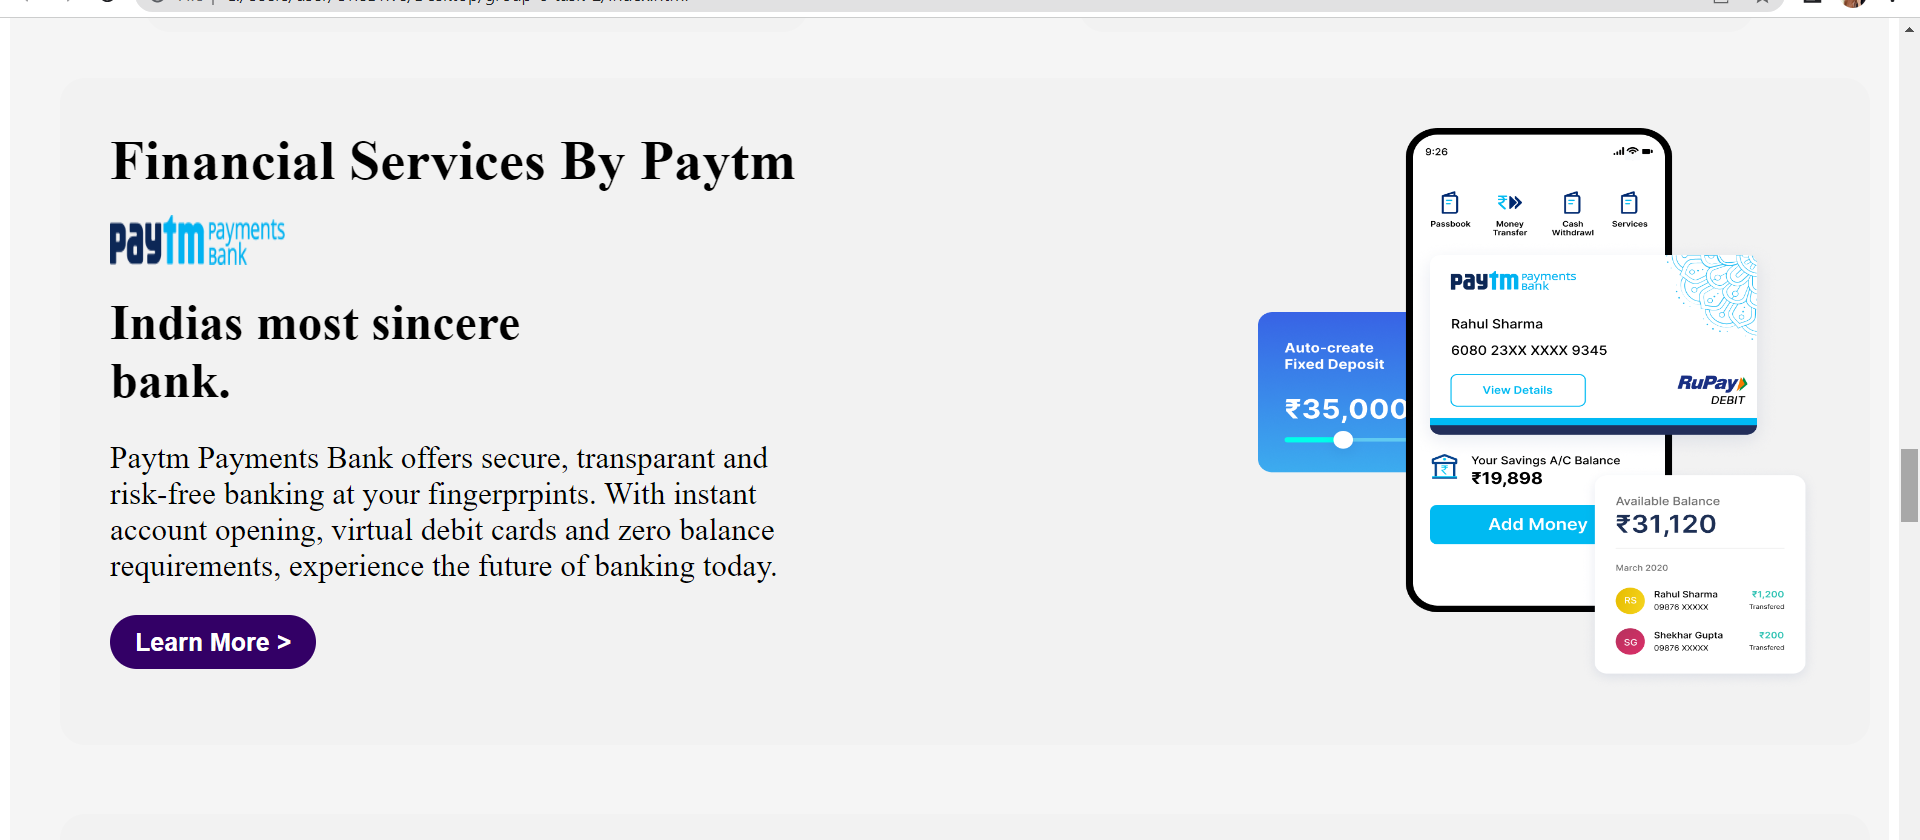 Financial Services By Paytm
paytm Payments
Bank
Indias most sincere
bank.
Paytm Payments Bank offers secure, transparant and
risk-free banking at your fingerprpints. With instant
account opening, virtual debit cards and zero balance
requirements, experience the future of banking today.
Learn More >
9:26
Passbook
Money
Transfer
Cash
Withdrawl
Services
paytm payments
Bank
Rahul Sharma
6080 23XX XXXX 9345
View Details
RuPay
DEBIT
Auto-create
Fixed Deposit
₹35,000
Your Savings A/C Balance
₹19,898
Add Money
Available Balance
₹31,120
March 2020
RS
Rahul Sharma
₹1,200
09876 XXXXX
Transfered
SG
Shekhar Gupta
₹200
09876 XXXXX
Transfered